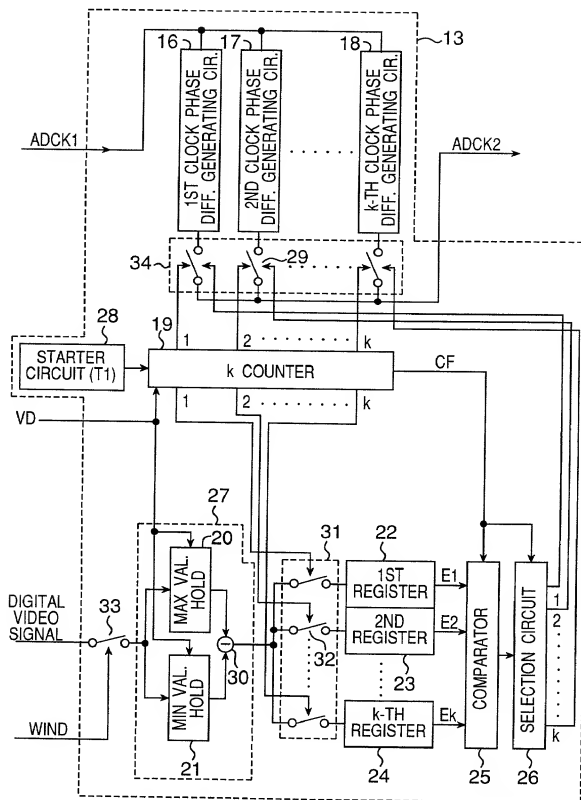 16
17
18
13
1ST CLOCK PHASE
DIFF. GENERATING CIR.
2ND CLOCK PHASE
DIFF. GENERATING CIR.
k-TH CLOCK PHASE
DIFF. GENERATING CIR.
ADCK1
ADCK2
34
29
28
19
1
2
k
STARTER
CIRCUIT (T1)
k COUNTER
CF
1
2
k
VD
27
20
31
22
MAX VAL.
HOLD
1ST
REGISTER
E1
DIGITAL
VIDEO
SIGNAL
33
30
32
2ND
REGISTER
E2
23
COMPARATOR
SELECTION CIRCUIT
1
2
k
MIN VAL.
HOLD
WIND
k-TH
REGISTER
Ek
21
24
25
26